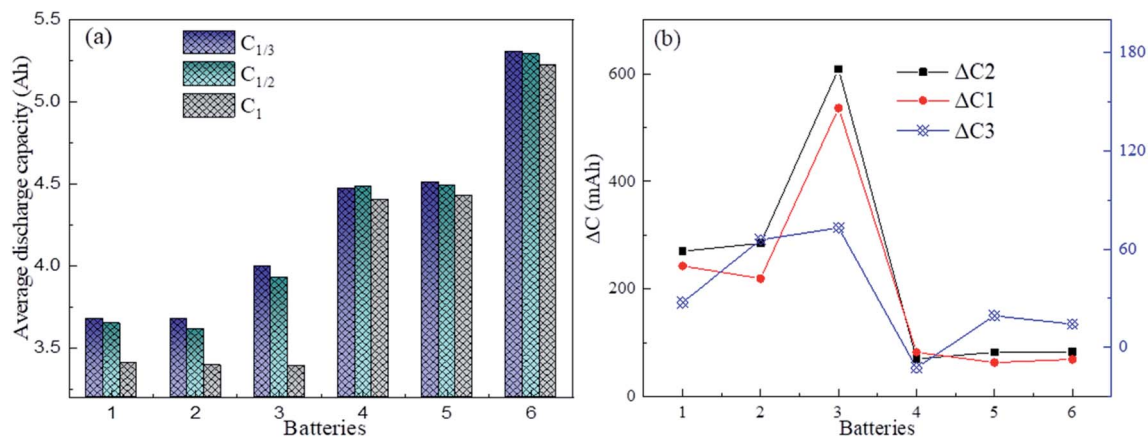 (a)
C1/3
C1/2
C1
Average discharge capacity (Ah)
5.5
5.0
4.5
4.0
3.5
1 2 3 4 5 6
Batteries
(b)
ΔC2
ΔC1
ΔC3
ΔC (mAh)
600
400
200
0
180
120
60
0
1 2 3 4 5 6
Batteries